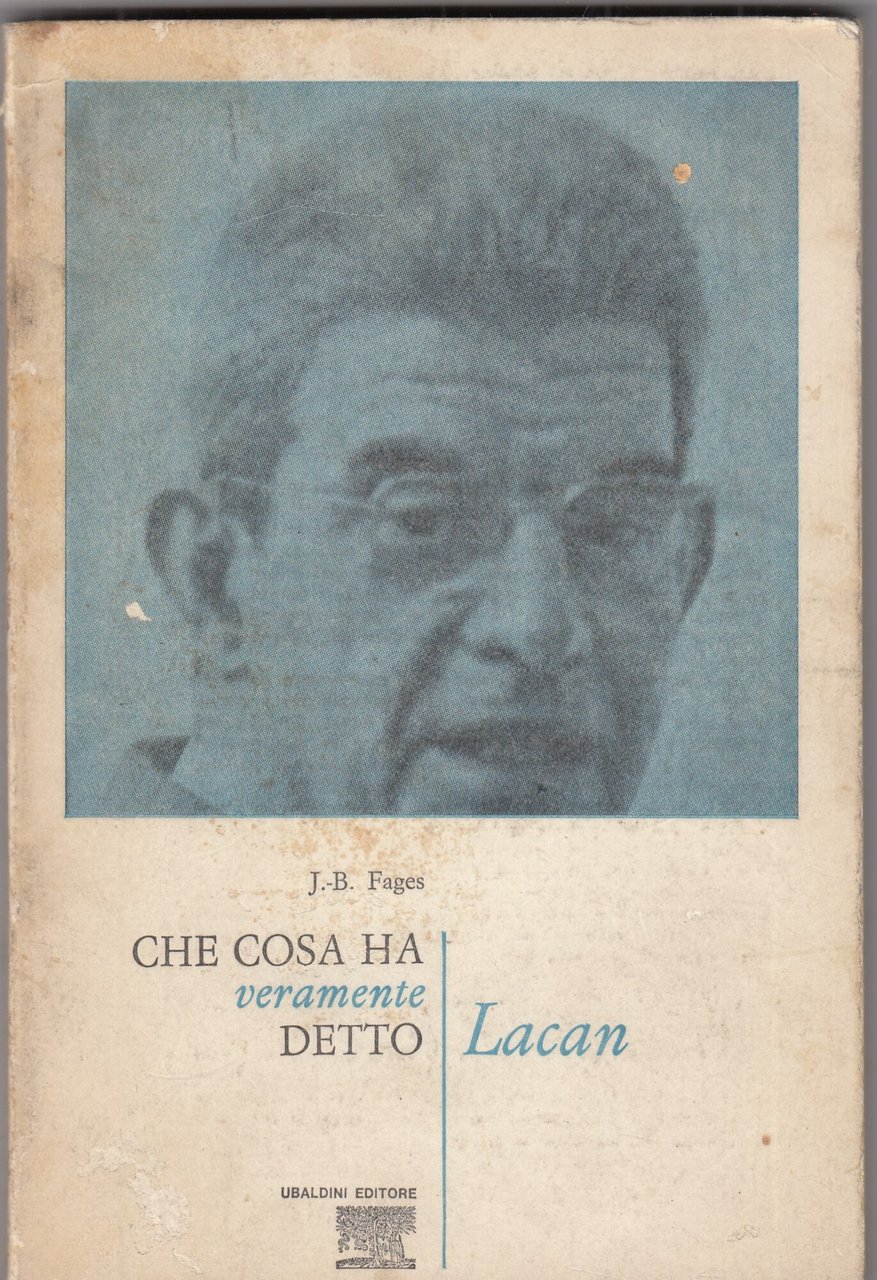 J.-B. Fages
CHE COSA HA
veramente
DETTO
Lacan
UBALDINI EDITORE